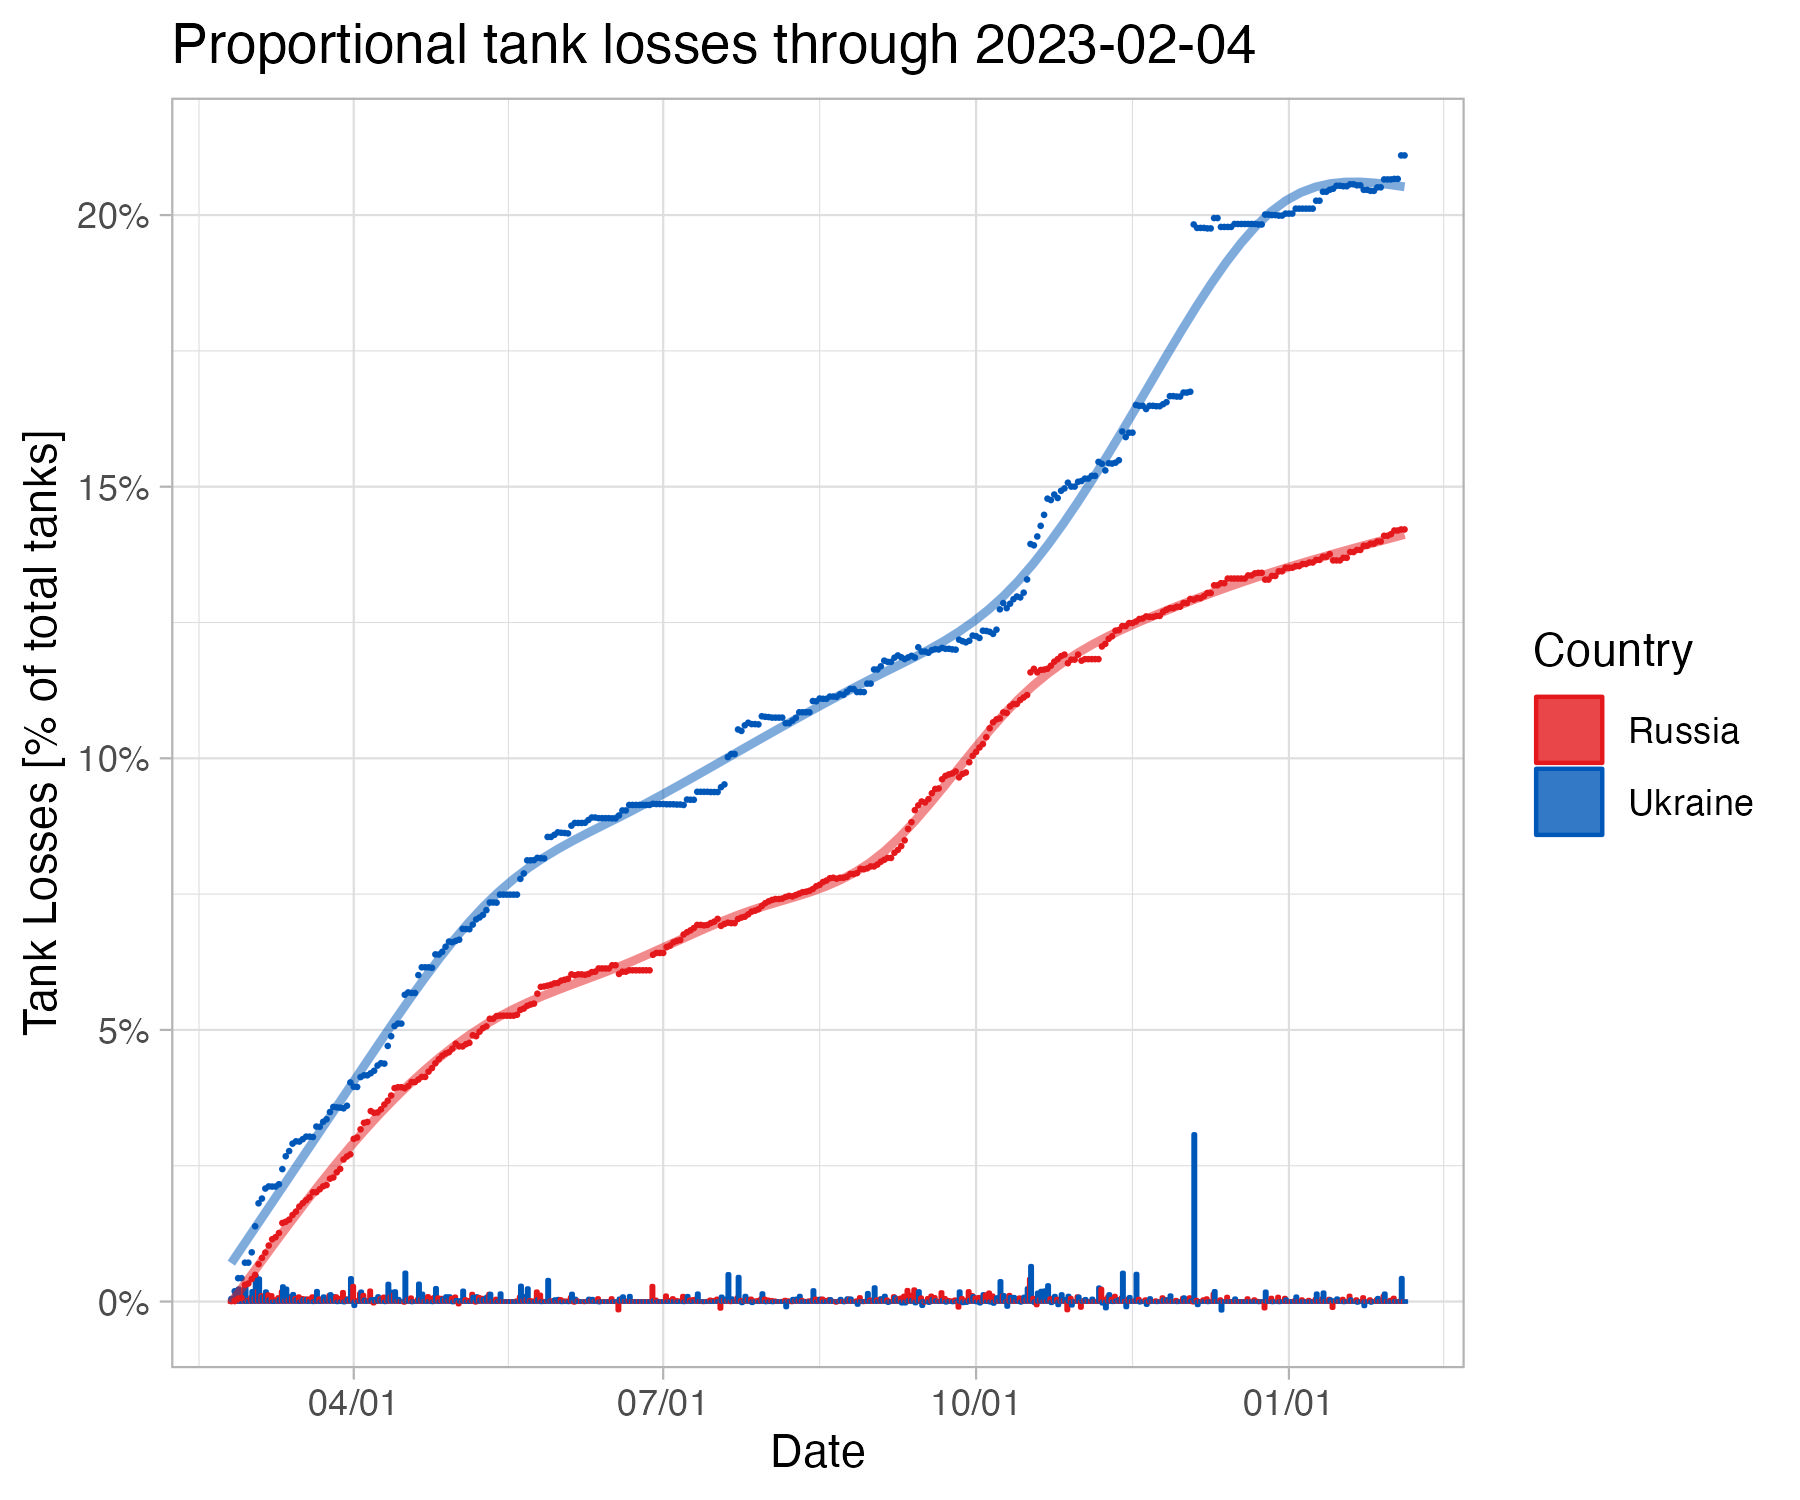 Proportional tank losses through 2023-02-04
Tank Losses [% of total tanks]
20%
15%
10%
5%
0%
04/01
07/01
10/01
01/01
Date
Country
Russia
Ukraine